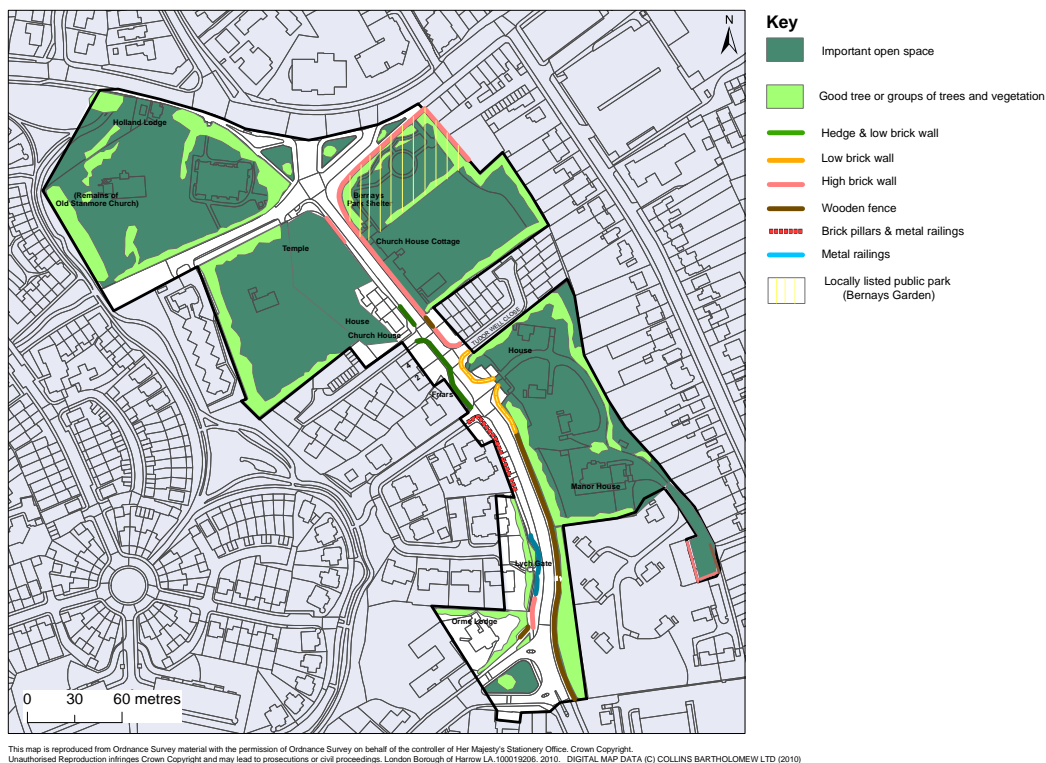 N
Holland Lodge
(Remains of
Old Stanmore Church)
Bernays
Park Shelter
Church House Cottage
Temple
House
Church House
TUDOR WELL CLOSE
House
Friars
Manor House
Lych Gate
Orme Lodge
0 30 60 metres
Key
Important open space
Good tree or groups of trees and vegetation
Hedge & low brick wall
Low brick wall
High brick wall
Wooden fence
Brick pillars & metal railings
Metal railings
Locally listed public park
(Bernays Garden)
This map is reproduced from Ordnance Survey material with the permission of Ordnance Survey on behalf of the controller of Her Majesty's Stationery Office. Crown Copyright.
Unauthorised Reproduction infringes Crown Copyright and may lead to prosecutions or civil proceedings. London Borough of Harrow LA.100019206. 2010. DIGITAL MAP DATA (C) COLLINS BARTHOLOMEW LTD (2010)